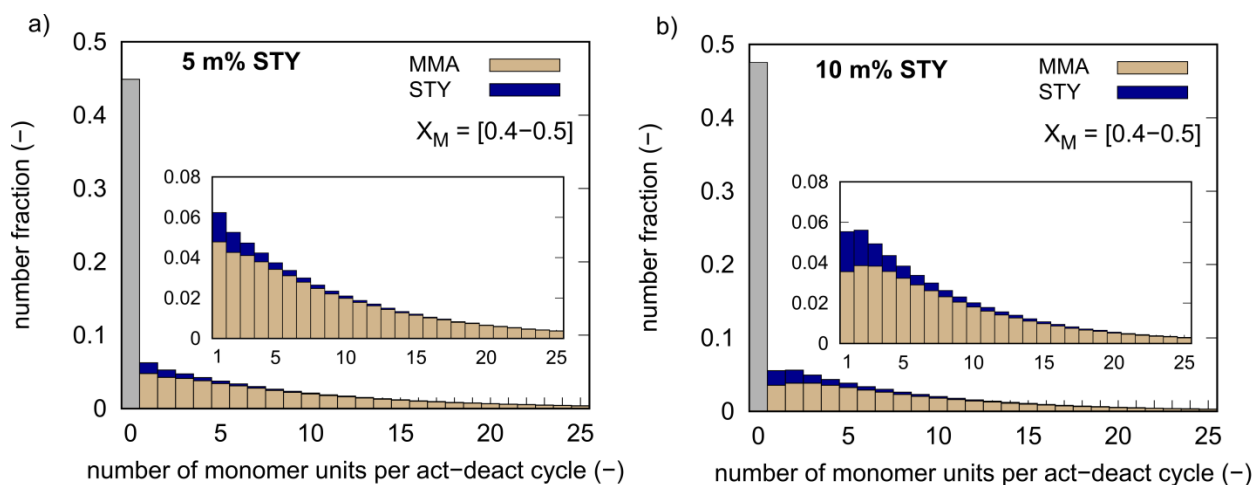 a)
5 m% STY
MMA
STY
X_M = [0.4−0.5]
number fraction (−)
0.5
0.4
0.3
0.2
0.1
0
0.08
0.06
0.04
0.02
0
1 5 10 15 20 25
0 5 10 15 20 25
number of monomer units per act−deact cycle (−)
b)
10 m% STY
MMA
STY
X_M = [0.4−0.5]
number fraction (−)
0.5
0.4
0.3
0.2
0.1
0
0.08
0.06
0.04
0.02
0
1 5 10 15 20 25
0 5 10 15 20 25
number of monomer units per act−deact cycle (−)